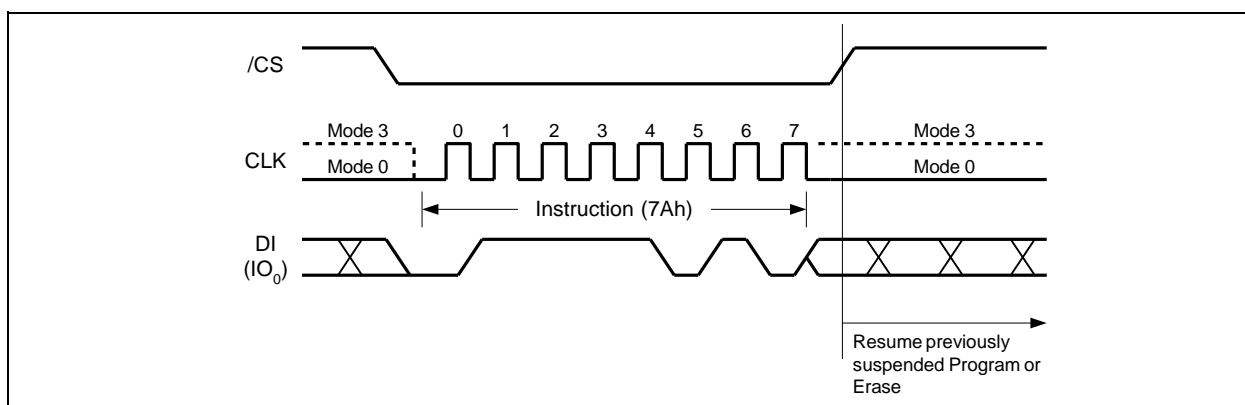 /CS
Mode 3
0 1 2 3 4 5 6 7
Mode 3
CLK
Mode 0
Mode 0
Instruction (7Ah)
DI
(IO0)
Resume previously
suspended Program or
Erase